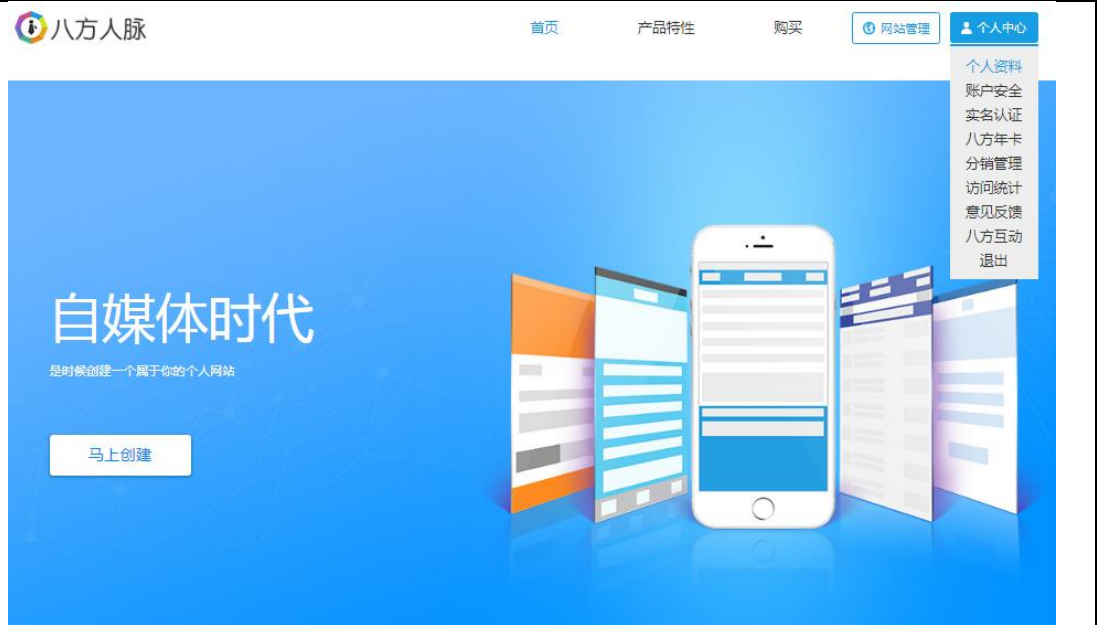 八方人脉
首页
产品特性
购买
网站管理
个人中心
个人资料
账户安全
实名认证
八方年卡
分销管理
访问统计
意见反馈
八方互动
退出
自媒体时代
是时候创建一个属于你的个人网站
马上创建